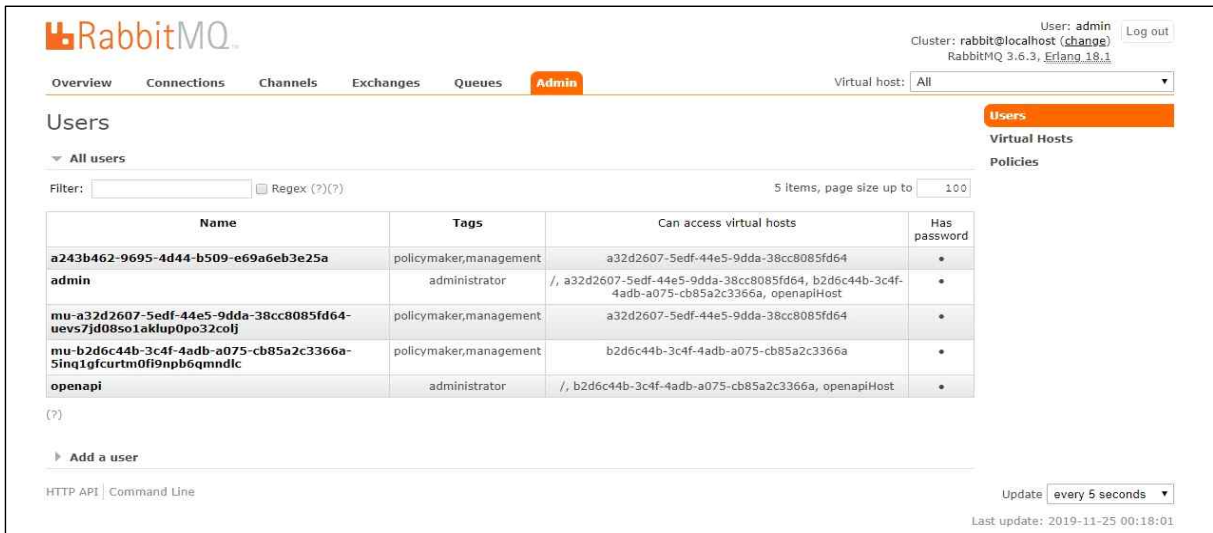 RabbitMQ
User: admin
Cluster: rabbit@localhost (change)
RabbitMQ 3.6.3, Erlang 18.1
Log out
Overview Connections Channels Exchanges Queues Admin
Virtual host: All
Users
Virtual Hosts
Policies
Users
All users
Filter: Regex (?)(?) 5 items, page size up to 100
Name Tags Can access virtual hosts Has password
a243b462-9695-4d44-b509-e69a6eb3e25a policymaker,management a32d2607-5edf-44e5-9dda-38cc8085fd64 •
admin administrator /, a32d2607-5edf-44e5-9dda-38cc8085fd64, b2d6c44b-3c4f-
4adb-a075-cb85a2c3366a, openapiHost •
mu-a32d2607-5edf-44e5-9dda-38cc8085fd64-
uevs7jd08so1aklup0po32colj policymaker,management a32d2607-5edf-44e5-9dda-38cc8085fd64 •
mu-b2d6c44b-3c4f-4adb-a075-cb85a2c3366a-
5inq1gfcurtm0fi9npb6qmndlc policymaker,management b2d6c44b-3c4f-4adb-a075-cb85a2c3366a •
openapi administrator /, b2d6c44b-3c4f-4adb-a075-cb85a2c3366a, openapiHost •
(?)
Add a user
HTTP API | Command Line
Update every 5 seconds
Last update: 2019-11-25 00:18:01